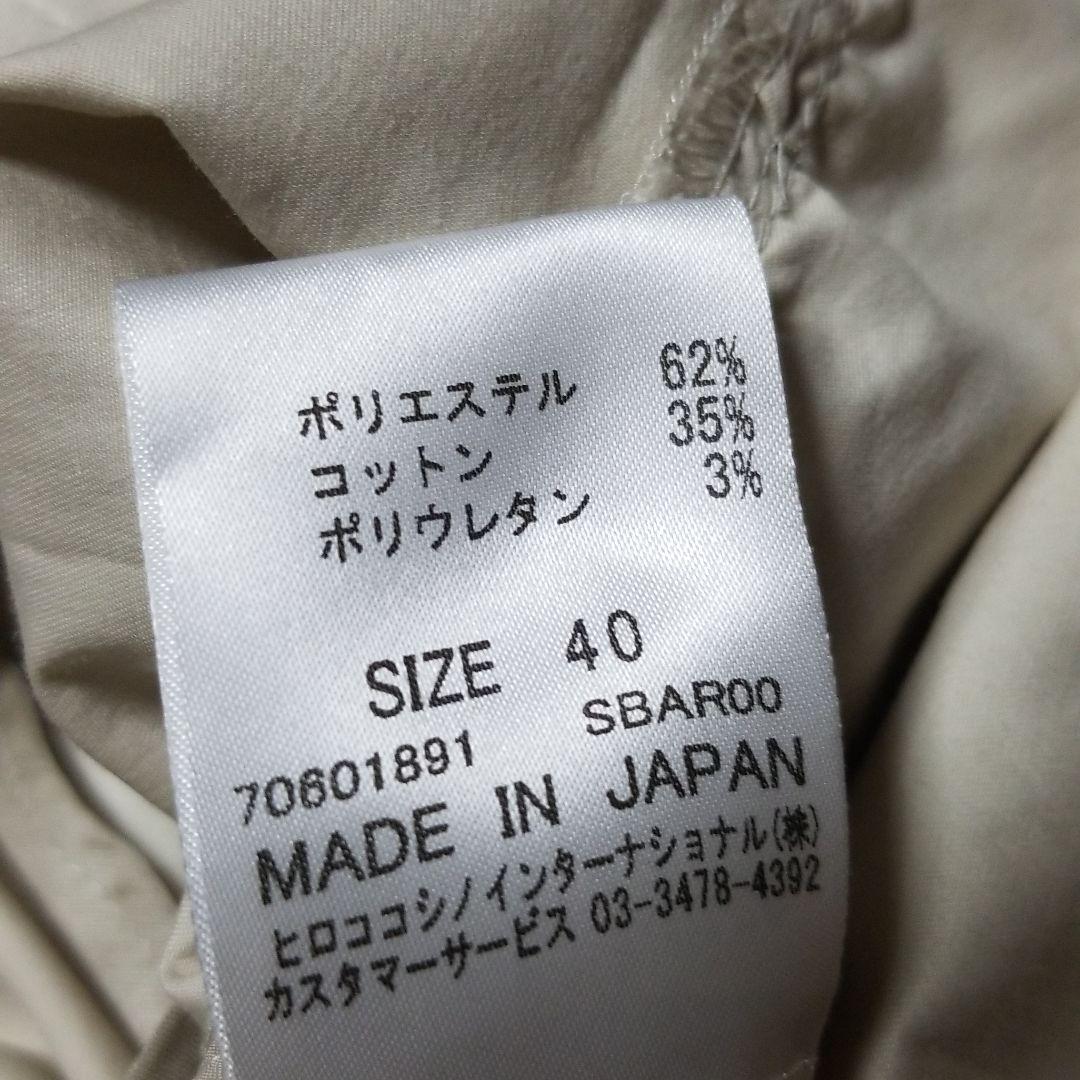 ポリエステル 62%
コットン 35%
ポリウレタン 3%
SIZE 40
70601891 SBAR00
MADE IN JAPAN
ヒロココシノインターナショナル(株)
カスタマーサービス 03-3478-4392